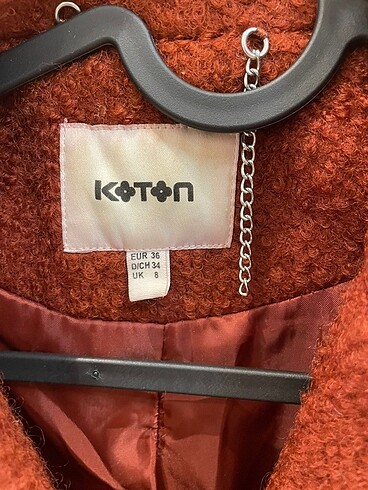 KOTON
EUR 36
D/CH 34
UK 8